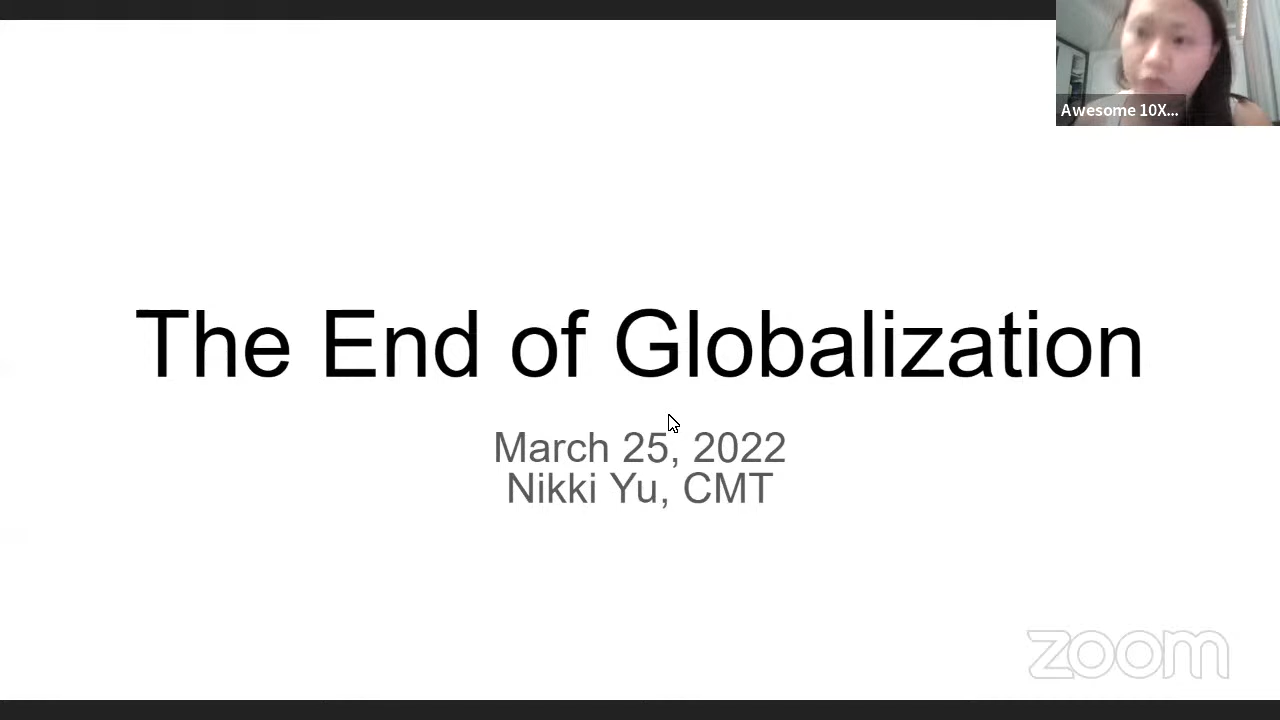 Awesome 10X...
The End of Globalization
March 25, 2022
Nikki Yu, CMT
zoom